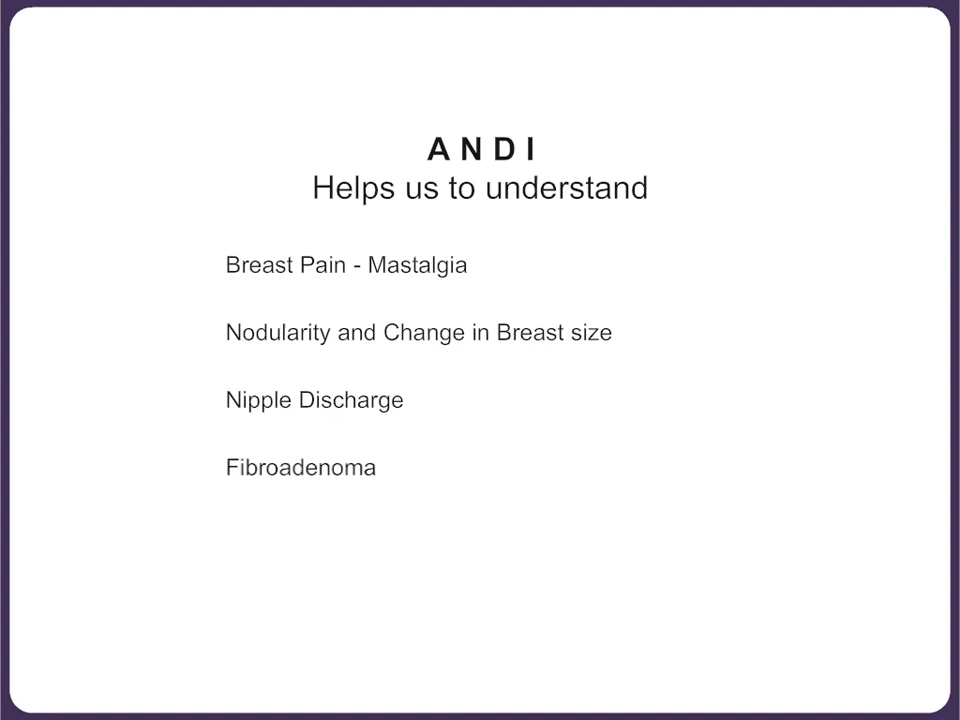 A N D I
Helps us to understand
Breast Pain - Mastalgia
Nodularity and Change in Breast size
Nipple Discharge
Fibroadenoma